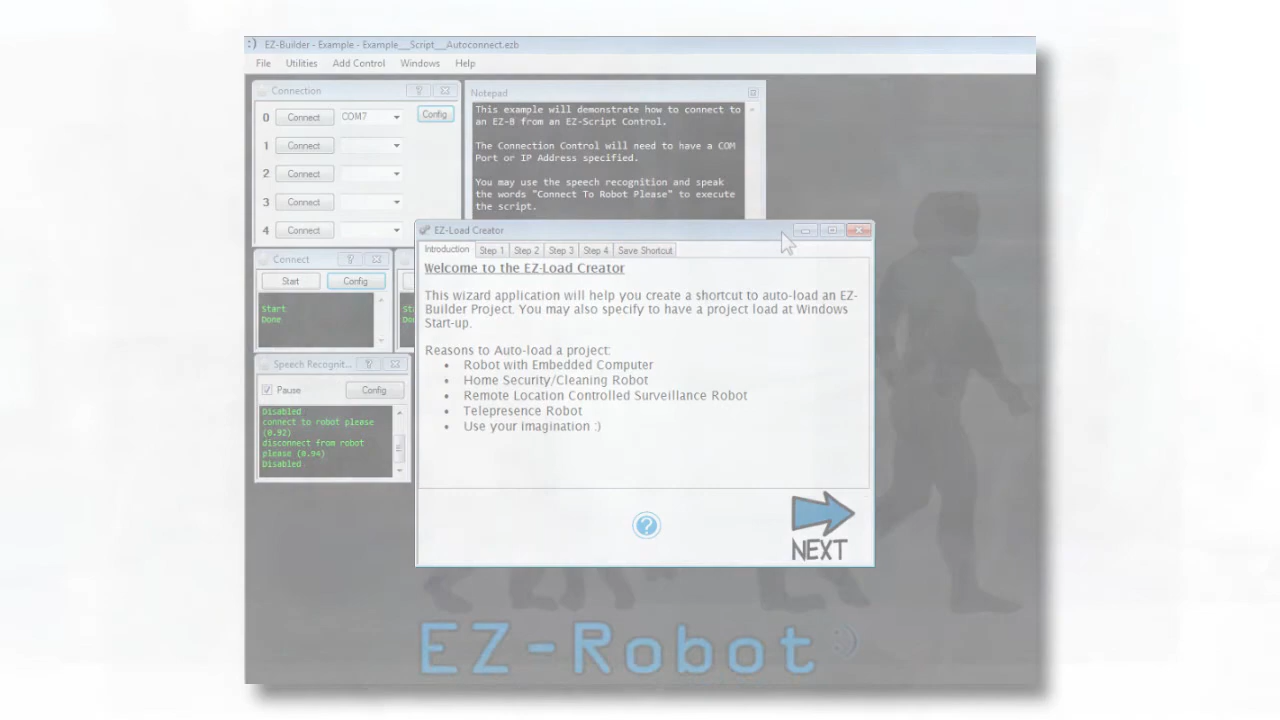 :) EZ-Builder - Example - Example__Script__Autoconnect.ezb
File Utilities Add Control Windows Help
Connection ?
0 Connect COM7 Config
1 Connect
2 Connect
3 Connect
4 Connect
Notepad
This example will demonstrate how to connect to
an EZ-B from an EZ-Script Control.
The Connection Control will need to have a COM
Port or IP Address specified.
You may use the speech recognition and speak
the words "Connect To Robot Please" to execute
the script.
Connect ?
Start Config
Start
Done
Speech Recognit... ?
Pause Config
Disabled
connect to robot please
(0.92)
disconnect from robot
please (0.94)
Disabled
EZ-Load Creator
Introduction Step 1 Step 2 Step 3 Step 4 Save Shortcut
Welcome to the EZ-Load Creator
This wizard application will help you create a shortcut to auto-load an EZ-
Builder Project. You may also specify to have a project load at Windows
Start-up.
Reasons to Auto-load a project:
• Robot with Embedded Computer
• Home Security/Cleaning Robot
• Remote Location Controlled Surveillance Robot
• Telepresence Robot
• Use your imagination :)
?
NEXT
EZ-Robot :)